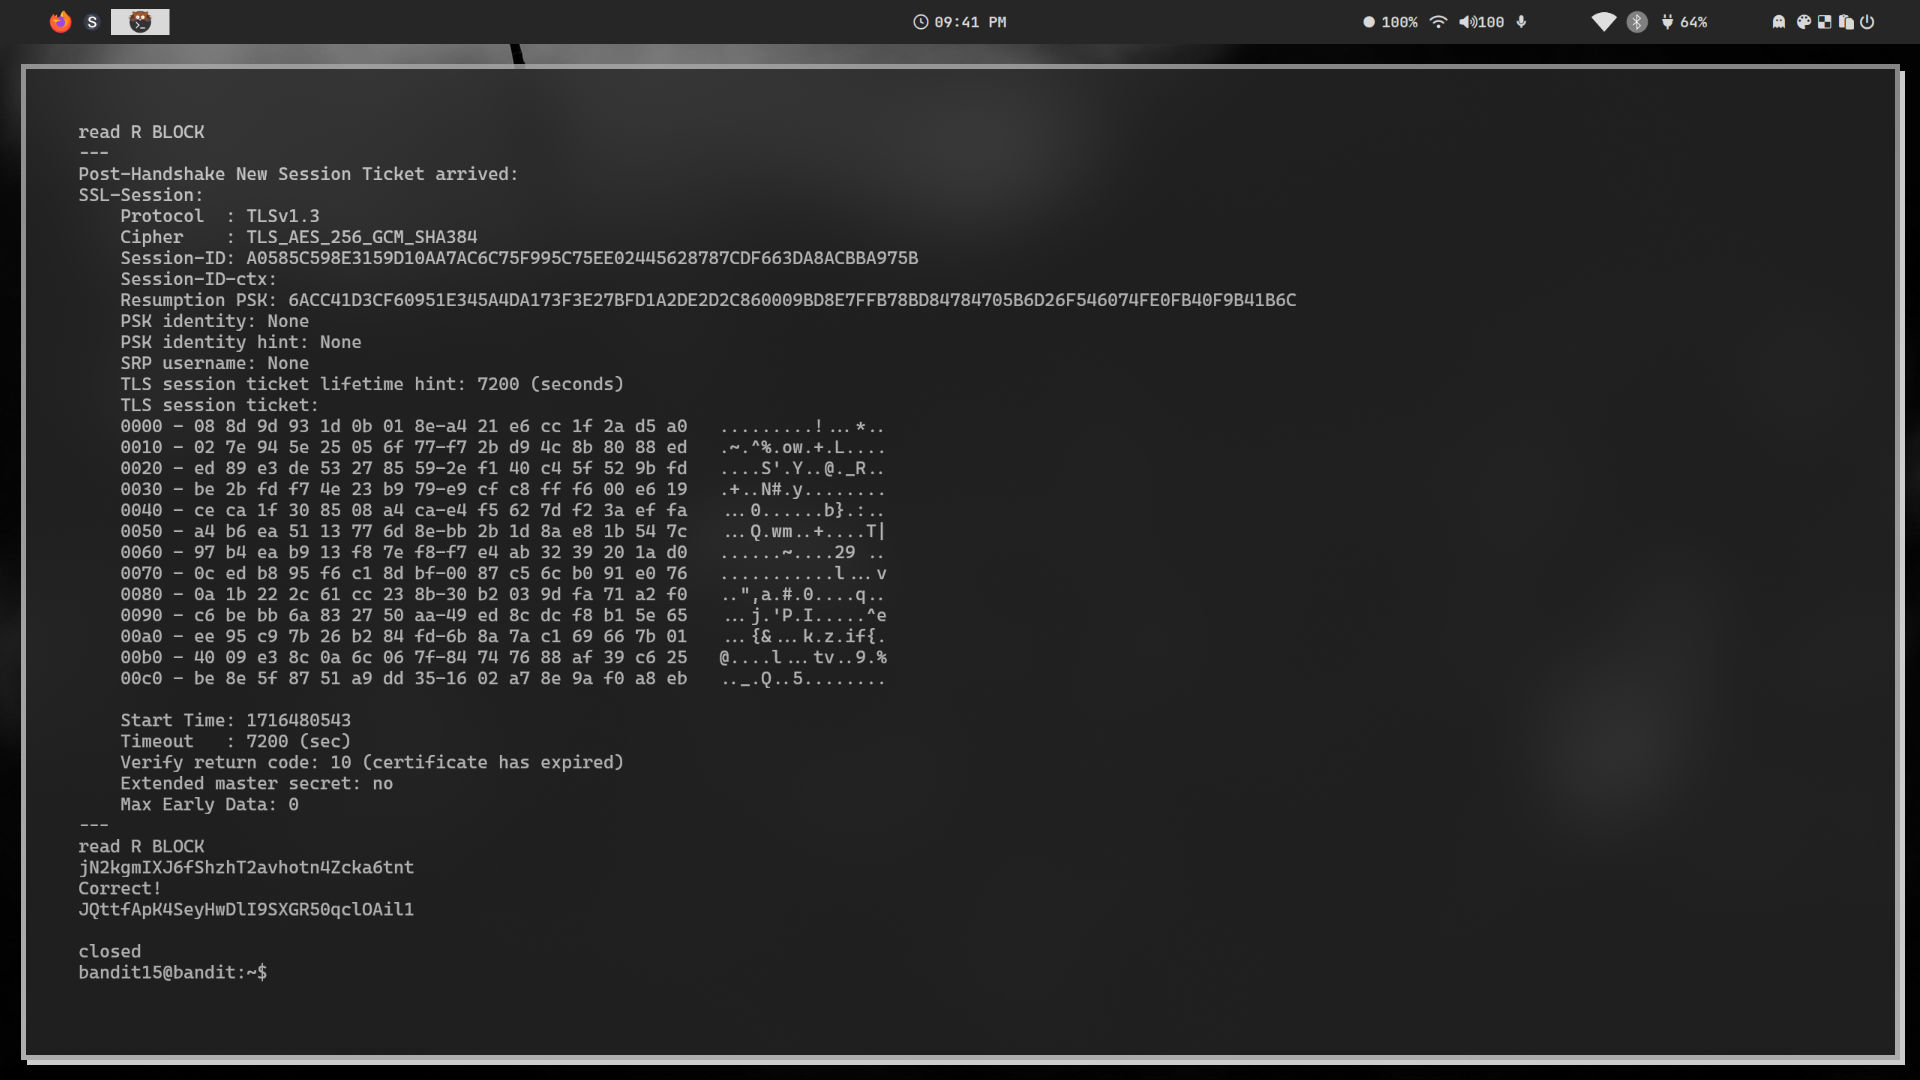 S
09:41 PM
100%
100
64%
read R BLOCK
---
Post-Handshake New Session Ticket arrived:
SSL-Session:
    Protocol  : TLSv1.3
    Cipher    : TLS_AES_256_GCM_SHA384
    Session-ID: A0585C598E3159D10AA7AC6C75F995C75EE02445628787CDF663DA8ACBBA975B
    Session-ID-ctx:
    Resumption PSK: 6ACC41D3CF60951E345A4DA173F3E27BFD1A2DE2D2C860009BD8E7FFB78BD84784705B6D26F546074FE0FB40F9B41B6C
    PSK identity: None
    PSK identity hint: None
    SRP username: None
    TLS session ticket lifetime hint: 7200 (seconds)
    TLS session ticket:
    0000 - 08 8d 9d 93 1d 0b 01 8e-a4 21 e6 cc 1f 2a d5 a0   .........!...*..
    0010 - 02 7e 94 5e 25 05 6f 77-f7 2b d9 4c 8b 80 88 ed   .~.^%.ow.+.L....
    0020 - ed 89 e3 de 53 27 85 59-2e f1 40 c4 5f 52 9b fd   ....S'.Y..@._R..
    0030 - be 2b fd f7 4e 23 b9 79-e9 cf c8 ff f6 00 e6 19   .+..N#.y........
    0040 - ce ca 1f 30 85 08 a4 ca-e4 f5 62 7d f2 3a ef fa   ...0......b}.:..
    0050 - a4 b6 ea 51 13 77 6d 8e-bb 2b 1d 8a e8 1b 54 7c   ...Q.wm..+....T|
    0060 - 97 b4 ea b9 13 f8 7e f8-f7 e4 ab 32 39 20 1a d0   ......~....29 ..
    0070 - 0c ed b8 95 f6 c1 8d bf-00 87 c5 6c b0 91 e0 76   ...........l...v
    0080 - 0a 1b 22 2c 61 cc 23 8b-30 b2 03 9d fa 71 a2 f0   ..",a.#.0....q..
    0090 - c6 be bb 6a 83 27 50 aa-49 ed 8c dc f8 b1 5e 65   ...j.'P.I.....^e
    00a0 - ee 95 c9 7b 26 b2 84 fd-6b 8a 7a c1 69 66 7b 01   ...{&...k.z.if{.
    00b0 - 40 09 e3 8c 0a 6c 06 7f-84 74 76 88 af 39 c6 25   @....l...tv..9.%
    00c0 - be 8e 5f 87 51 a9 dd 35-16 02 a7 8e 9a f0 a8 eb   .._.Q..5........
    Start Time: 1716480543
    Timeout   : 7200 (sec)
    Verify return code: 10 (certificate has expired)
    Extended master secret: no
    Max Early Data: 0
---
read R BLOCK
jN2kgmIXJ6fShzhT2avhotn4Zcka6tnt
Correct!
JQttfApK4SeyHwDlI9SXGR50qclOAil1
closed
bandit15@bandit:~$